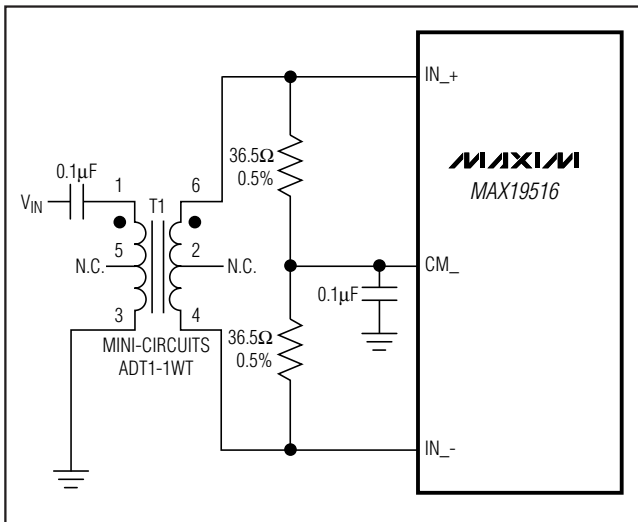 IN_+
36.5Ω
0.5%
MAXIM
MAX19516
0.1μF
1
6
VIN
T1
5
2
N.C.
N.C.
CM_
0.1μF
3
4
36.5Ω
0.5%
MINI-CIRCUITS
ADT1-1WT
IN_-